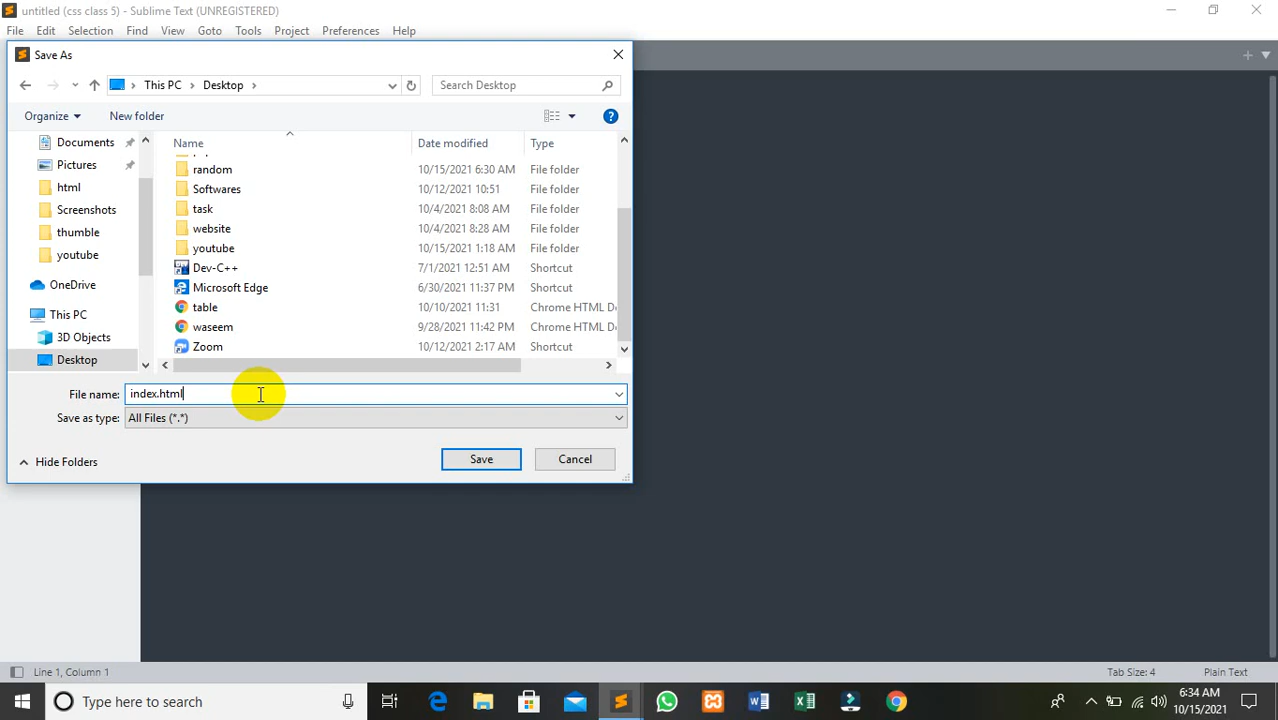 untitled (css class 5) - Sublime Text (UNREGISTERED)
File Edit Selection Find View Goto Tools Project Preferences Help
Save As
This PC Desktop
Search Desktop
Organize New folder
Name Date modified Type
Documents
Pictures
html
Screenshots
thumble
youtube
OneDrive
This PC
3D Objects
Desktop
random 10/15/2021 6:30 AM File folder
Softwares 10/12/2021 10:51 File folder
task 10/4/2021 8:08 AM File folder
website 10/4/2021 8:28 AM File folder
youtube 10/15/2021 1:18 AM File folder
Dev-C++ 7/1/2021 12:51 AM Shortcut
Microsoft Edge 6/30/2021 11:37 PM Shortcut
table 10/10/2021 11:31 Chrome HTML Do
waseem 9/28/2021 11:42 PM Chrome HTML Do
Zoom 10/12/2021 2:17 AM Shortcut
File name: index.html
Save as type: All Files (*.*)
Hide Folders
Save Cancel
Line 1, Column 1 Tab Size: 4 Plain Text
Type here to search
6:34 AM
10/15/2021